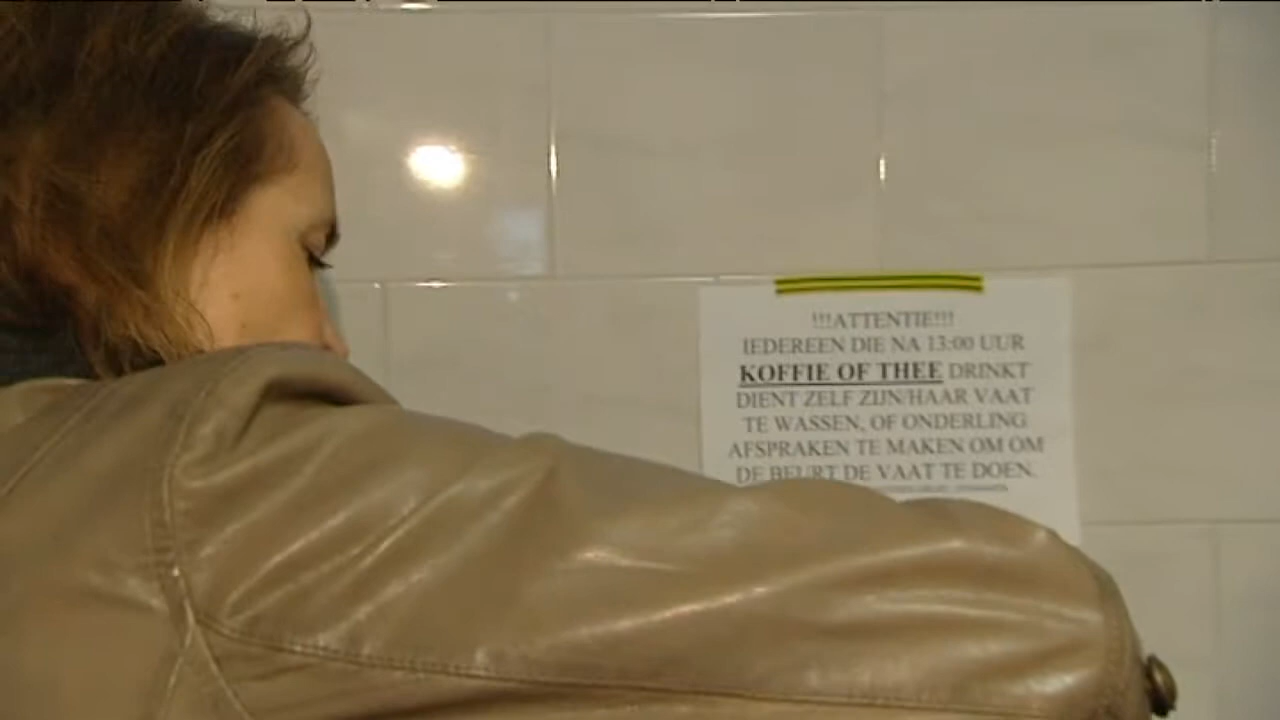 !!!ATTENTIE!!!
IEDEREEN DIE NA 13:00 UUR
KOFFIE OF THEE DRINKT
DIENT ZELF ZIJN/HAAR VAAT
TE WASSEN, OF ONDERLING
AFSPRAKEN TE MAKEN OM OM
DE BEURT DE VAAT TE DOEN.